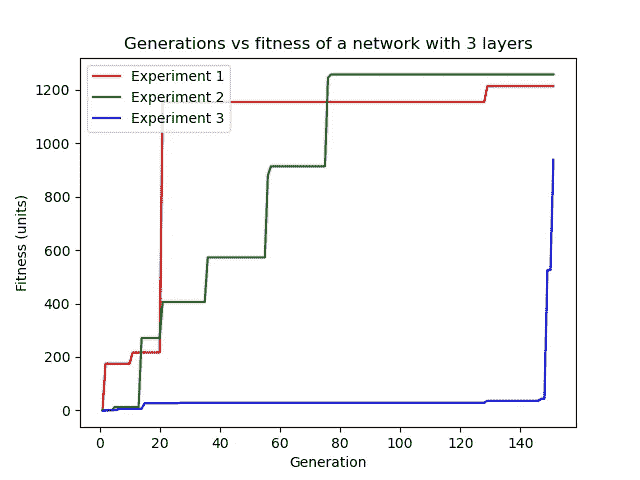 Generations vs fitness of a network with 3 layers
Experiment 1
Experiment 2
Experiment 3
1200
1000
800
600
400
200
0
Fitness (units)
0 20 40 60 80 100 120 140
Generation